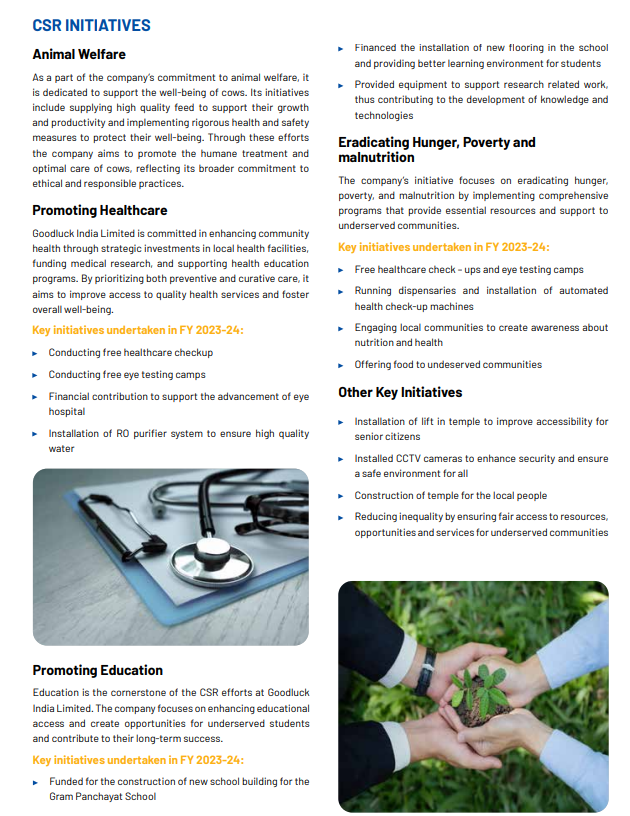 CSR INITIATIVES
Animal Welfare
As a part of the company's commitment to animal welfare, it
is dedicated to support the well-being of cows. Its initiatives
include supplying high quality feed to support their growth
and productivity and implementing rigorous health and safety
measures to protect their well-being. Through these efforts
the company aims to promote the humane treatment and
optimal care of cows, reflecting its broader commitment to
ethical and responsible practices.
Promoting Healthcare
Goodluck India Limited is committed in enhancing community
health through strategic investments in local health facilities,
funding medical research, and supporting health education
programs. By prioritizing both preventive and curative care, it
aims to improve access to quality health services and foster
overall well-being.
Key initiatives undertaken in FY 2023-24:
▸ Conducting free healthcare checkup
▸ Conducting free eye testing camps
▸ Financial contribution to support the advancement of eye
hospital
▸ Installation of RO purifier system to ensure high quality
water
Promoting Education
Education is the cornerstone of the CSR efforts at Goodluck
India Limited. The company focuses on enhancing educational
access and create opportunities for underserved students
and contribute to their long-term success.
Key initiatives undertaken in FY 2023-24:
▸ Funded for the construction of new school building for the
Gram Panchayat School
▸ Financed the installation of new flooring in the school
and providing better learning environment for students
▸ Provided equipment to support research related work,
thus contributing to the development of knowledge and
technologies
Eradicating Hunger, Poverty and
malnutrition
The company's initiative focuses on eradicating hunger,
poverty, and malnutrition by implementing comprehensive
programs that provide essential resources and support to
underserved communities.
Key initiatives undertaken in FY 2023-24:
▸ Free healthcare check – ups and eye testing camps
▸ Running dispensaries and installation of automated
health check-up machines
▸ Engaging local communities to create awareness about
nutrition and health
▸ Offering food to undeserved communities
Other Key Initiatives
▸ Installation of lift in temple to improve accessibility for
senior citizens
▸ Installed CCTV cameras to enhance security and ensure
a safe environment for all
▸ Construction of temple for the local people
▸ Reducing inequality by ensuring fair access to resources,
opportunities and services for underserved communities